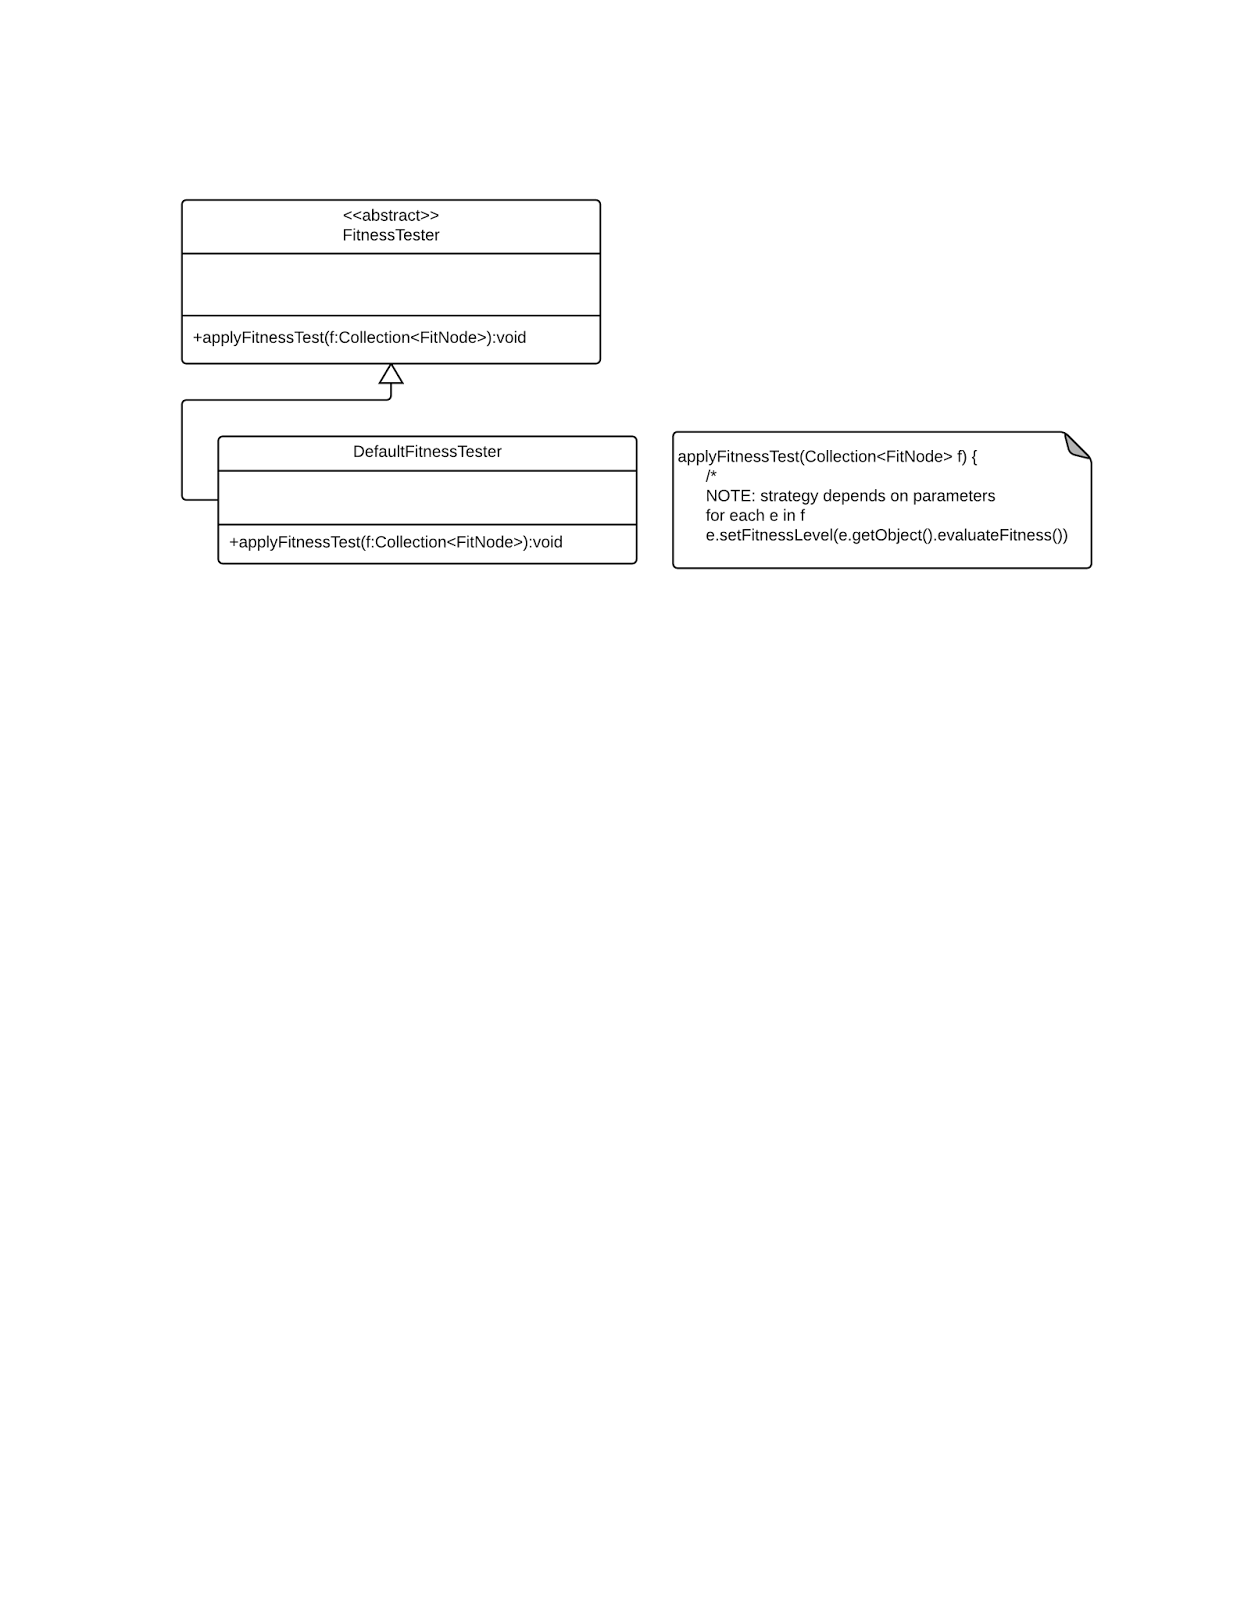 <<abstract>>
FitnessTester
+applyFitnessTest(f:Collection<FitNode>):void
DefaultFitnessTester
+applyFitnessTest(f:Collection<FitNode>):void
applyFitnessTest(Collection<FitNode> f) {
/*
NOTE: strategy depends on parameters
for each e in f
e.setFitnessLevel(e.getObject().evaluateFitness())